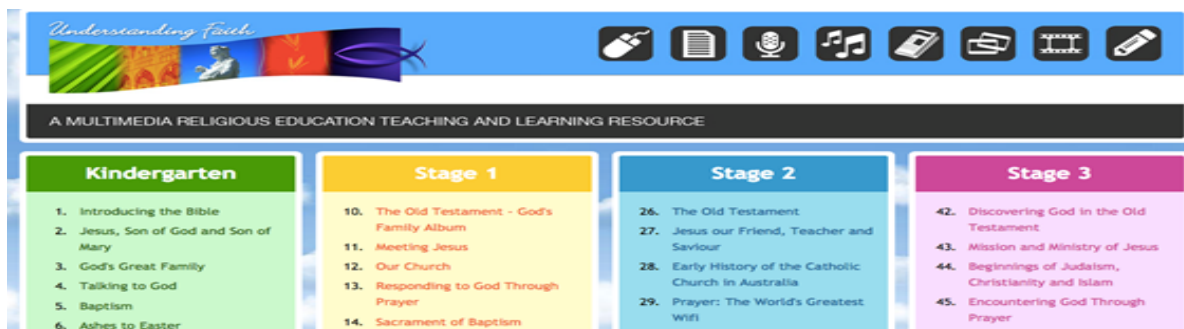 Understanding Faith
A MULTIMEDIA RELIGIOUS EDUCATION TEACHING AND LEARNING RESOURCE
Kindergarten
1. Introducing the Bible
2. Jesus, Son of God and Son of
Mary
3. God's Great Family
4. Talking to God
5. Baptism
6. Ashes to Easter
Stage 1
10. The Old Testament - God's
Family Album
11. Meeting Jesus
12. Our Church
13. Responding to God Through
Prayer
14. Sacrament of Baptism
Stage 2
26. The Old Testament
27. Jesus our Friend, Teacher and
Saviour
28. Early History of the Catholic
Church in Australia
29. Prayer: The World's Greatest
Wifi
Stage 3
42. Discovering God in the Old
Testament
43. Mission and Ministry of Jesus
44. Beginnings of Judaism,
Christianity and Islam
45. Encountering God Through
Prayer